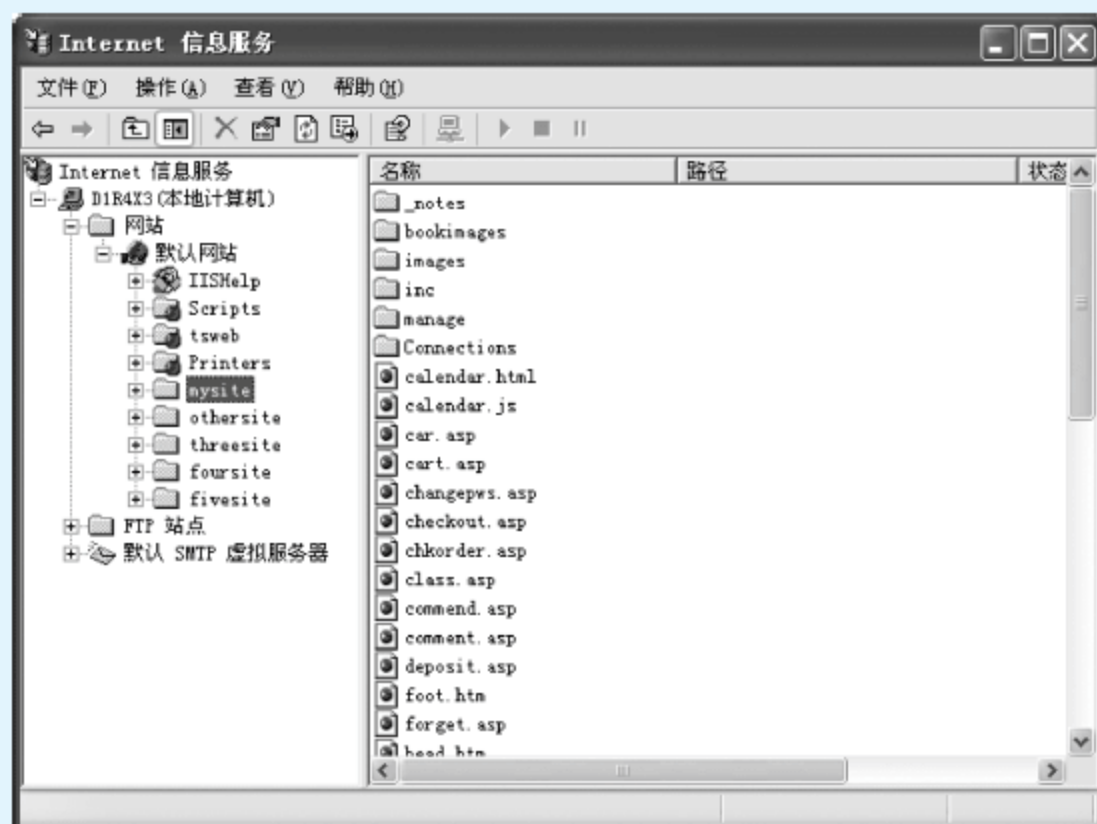 Internet 信息服务
文件(F) 操作(A) 查看(V) 帮助(H)
Internet 信息服务
D1R4X3(本地计算机)
网站
默认网站
IISHelp
Scripts
tsweb
Printers
mysite
othersite
threesite
foursite
fivesite
FTP 站点
默认 SMTP 虚拟服务器
名称 路径 状态
_notes
bookimages
images
inc
manage
Connections
calendar.html
calendar.js
car.asp
cart.asp
changepws.asp
checkout.asp
chkorder.asp
class.asp
commend.asp
comment.asp
deposit.asp
foot.htm
forget.asp
head.htm